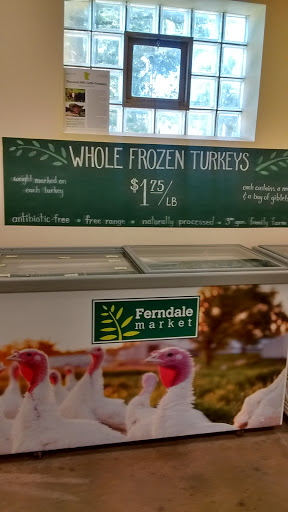 WHOLE FROZEN TURKEYS
weight marked on
each turkey
$1.75/
LB
each contains a
& a bag of giblets
antibiotic-free free range naturally processed 3rd gen. family farm
Ferndale
market